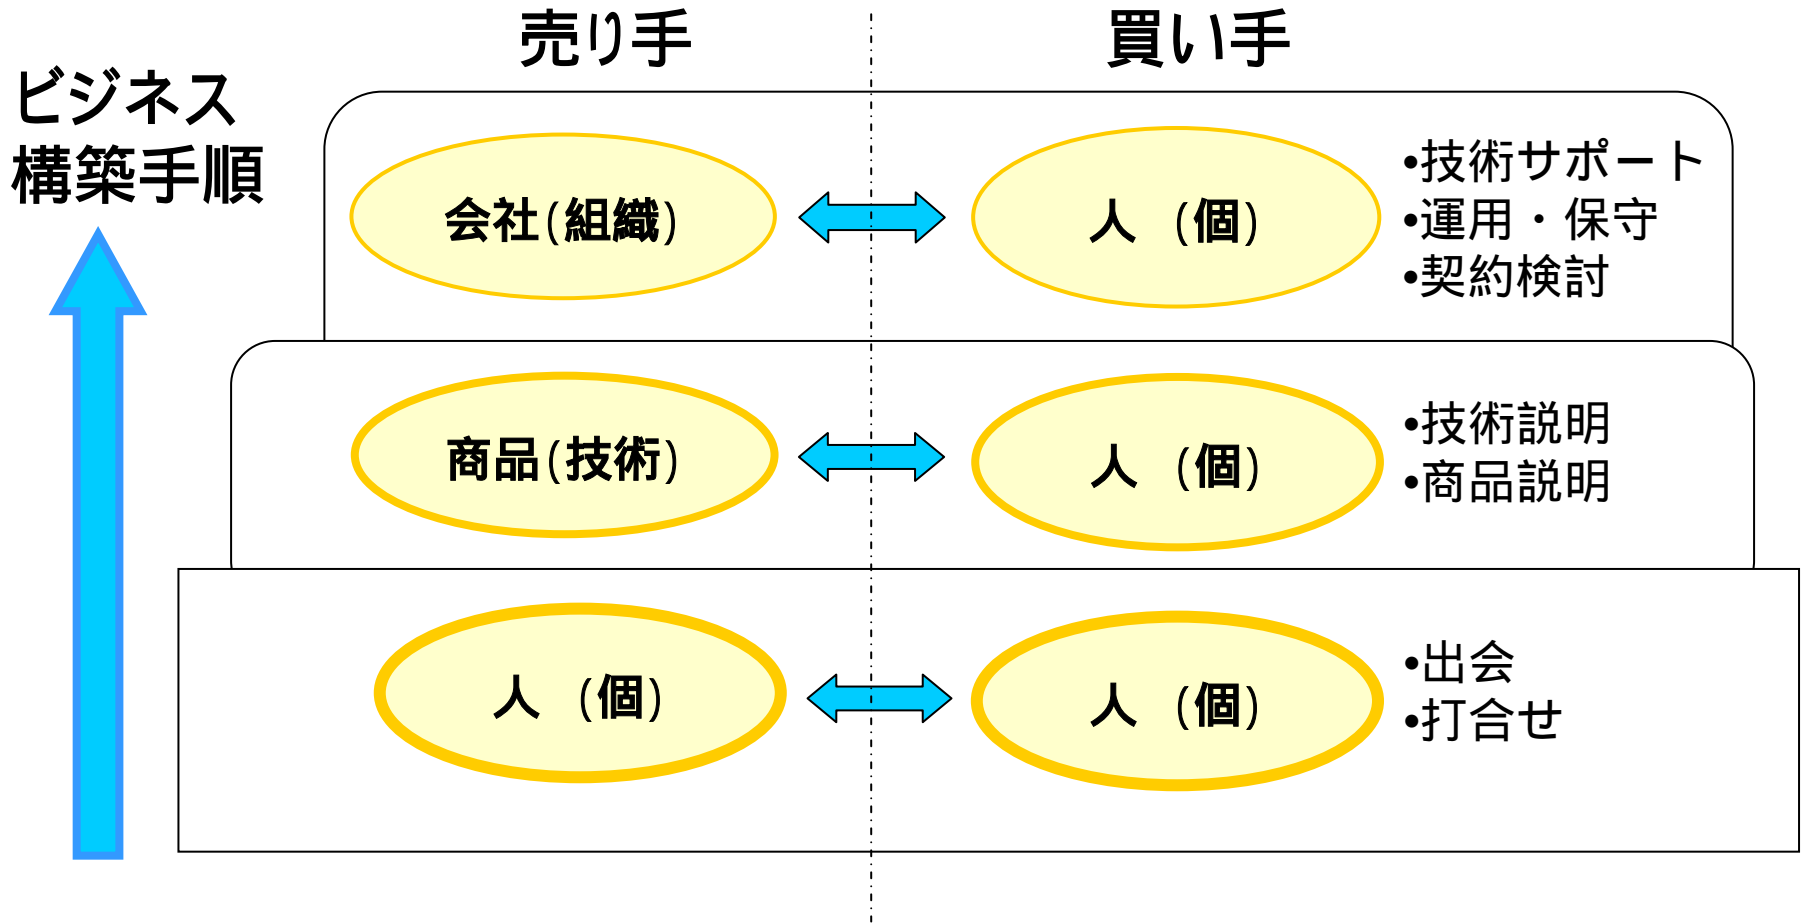 売り手
買い手
ビジネス
構築手順
会社(組織)
人 (個)
•技術サポート
•運用・保守
•契約検討
商品(技術)
人 (個)
•技術説明
•商品説明
人 (個)
人 (個)
•出会
•打合せ